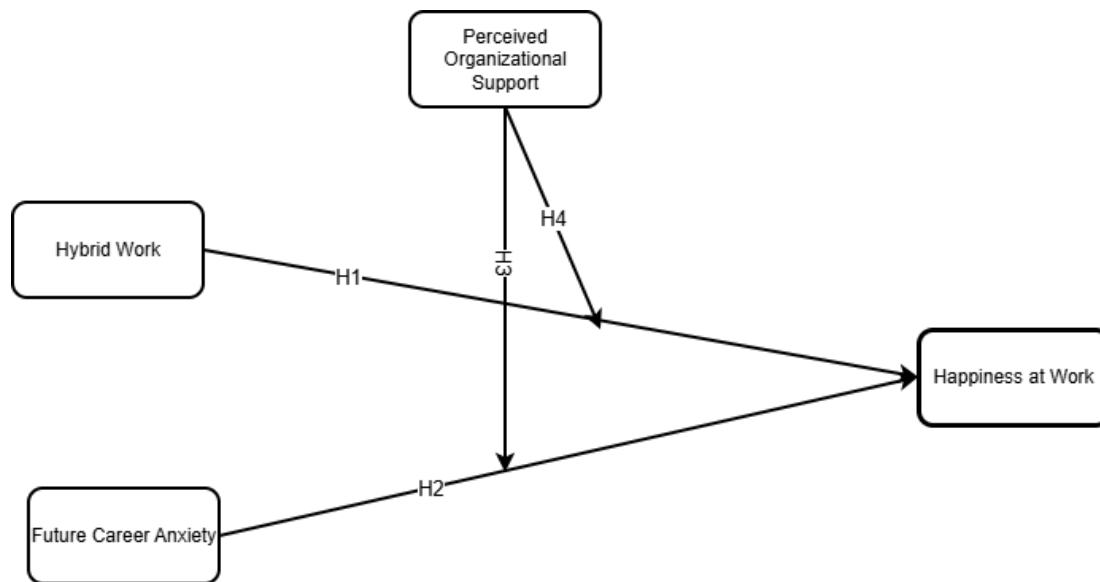 Perceived
Organizational
Support
H4
Hybrid Work
H3
H1
Happiness at Work
H2
Future Career Anxiety